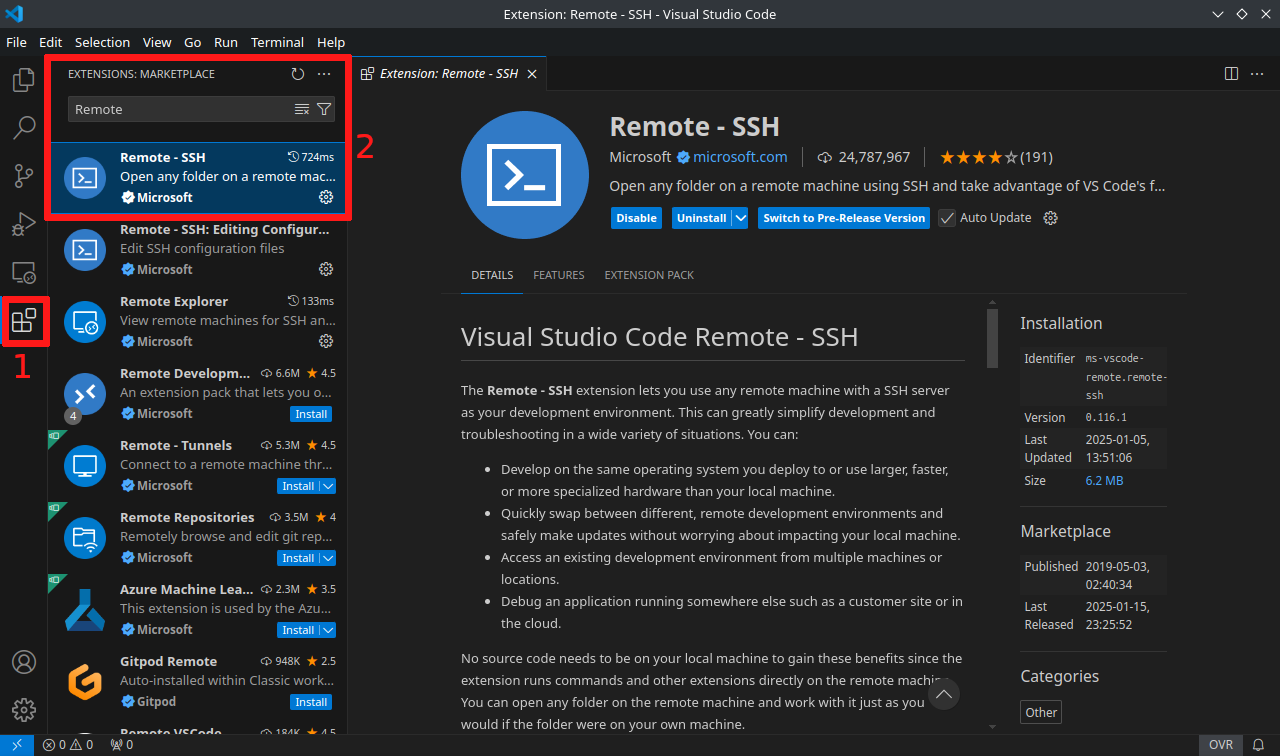 Extension: Remote - SSH - Visual Studio Code
File Edit Selection View Go Run Terminal Help
EXTENSIONS: MARKETPLACE
Remote
Remote - SSH 724ms
Open any folder on a remote mac...
Microsoft
Remote - SSH: Editing Configur...
Edit SSH configuration files
Microsoft
Remote Explorer 133ms
View remote machines for SSH an...
Microsoft
Remote Developm... 6.6M 4.5
An extension pack that lets you o...
4
Microsoft Install
Remote - Tunnels 5.3M 4.5
Connect to a remote machine thr...
Microsoft Install
Remote Repositories 3.5M 4
Remotely browse and edit git rep...
Microsoft Install
Azure Machine Lea... 2.3M 3.5
This extension is used by the Azu...
Microsoft Install
Gitpod Remote 948K 2.5
Auto-installed within Classic work...
Gitpod Install
Remote VSCode 184K 4.5
1
2
Extension: Remote - SSH
Remote - SSH
Microsoft microsoft.com 24,787,967 (191)
Open any folder on a remote machine using SSH and take advantage of VS Code's f...
Disable Uninstall Switch to Pre-Release Version Auto Update
DETAILS FEATURES EXTENSION PACK
Visual Studio Code Remote - SSH
The Remote - SSH extension lets you use any remote machine with a SSH server
as your development environment. This can greatly simplify development and
troubleshooting in a wide variety of situations. You can:
• Develop on the same operating system you deploy to or use larger, faster,
or more specialized hardware than your local machine.
• Quickly swap between different, remote development environments and
safely make updates without worrying about impacting your local machine.
• Access an existing development environment from multiple machines or
locations.
• Debug an application running somewhere else such as a customer site or in
the cloud.
No source code needs to be on your local machine to gain these benefits since the
extension runs commands and other extensions directly on the remote machine.
You can open any folder on the remote machine and work with it just as you
would if the folder were on your own machine.
Installation
Identifier ms-vscode-
remote.remote-
ssh
Version 0.116.1
Last 2025-01-05,
Updated 13:51:06
Size 6.2 MB
Marketplace
Published 2019-05-03,
02:40:34
Last 2025-01-15,
Released 23:25:52
Categories
Other
0 0 0 OVR